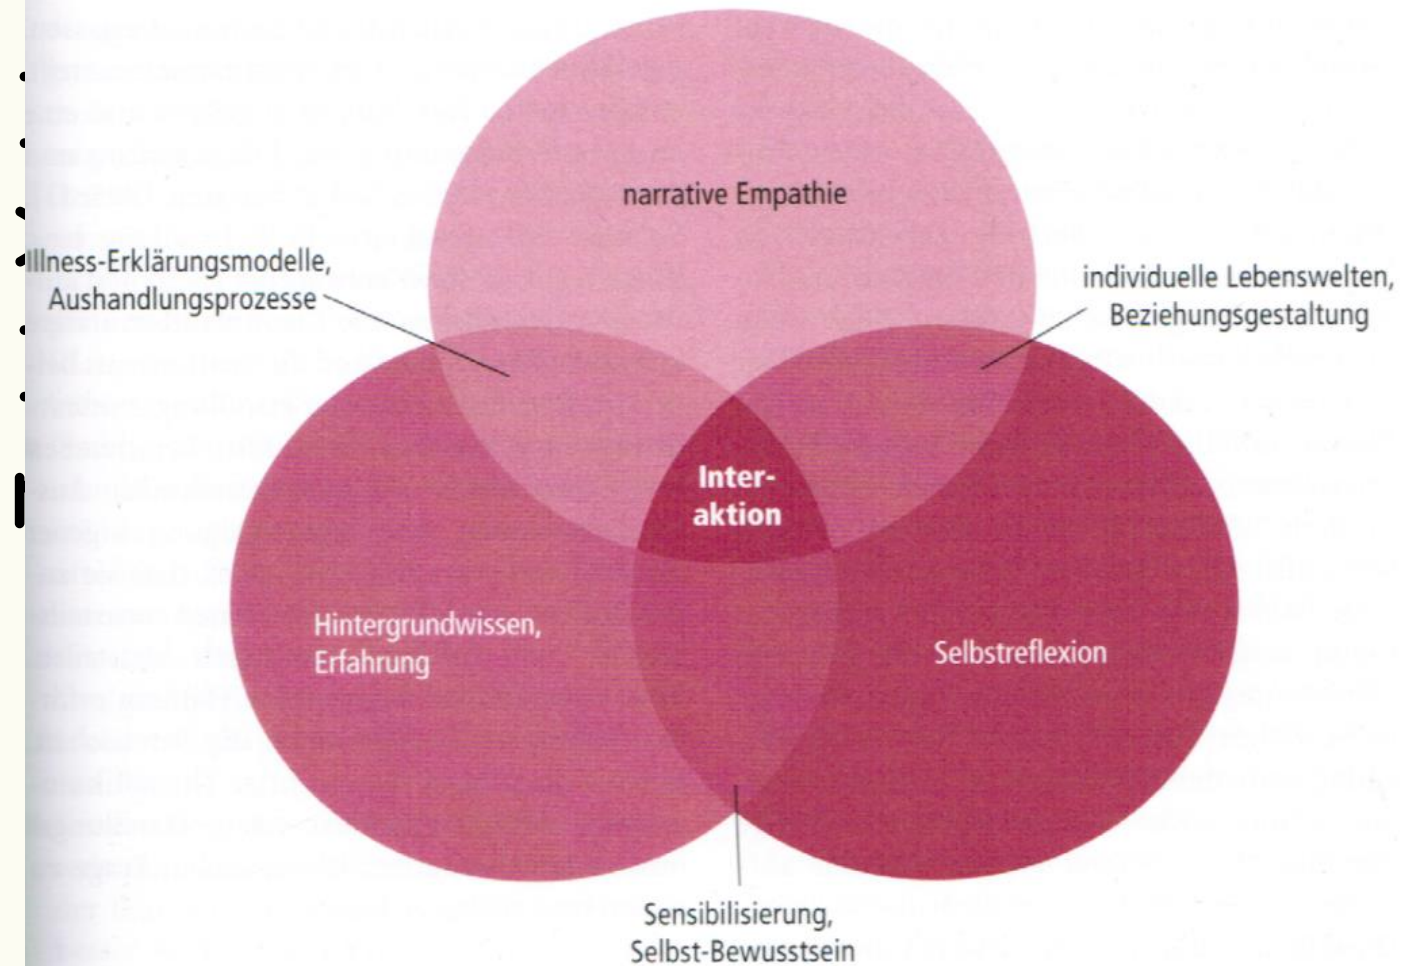 narrative Empathie
Illness-Erklärungsmodelle,
Aushandlungsprozesse
individuelle Lebenswelten,
Beziehungsgestaltung
Inter-
aktion
Hintergrundwissen,
Erfahrung
Selbstreflexion
Sensibilisierung,
Selbst-Bewusstsein